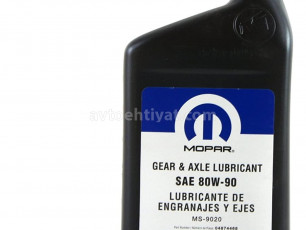 MOPAR
GEAR & AXLE LUBRICANT
SAE 80W-90
LUBRICANTE DE
ENGRANAJES Y EJES
MS-9020